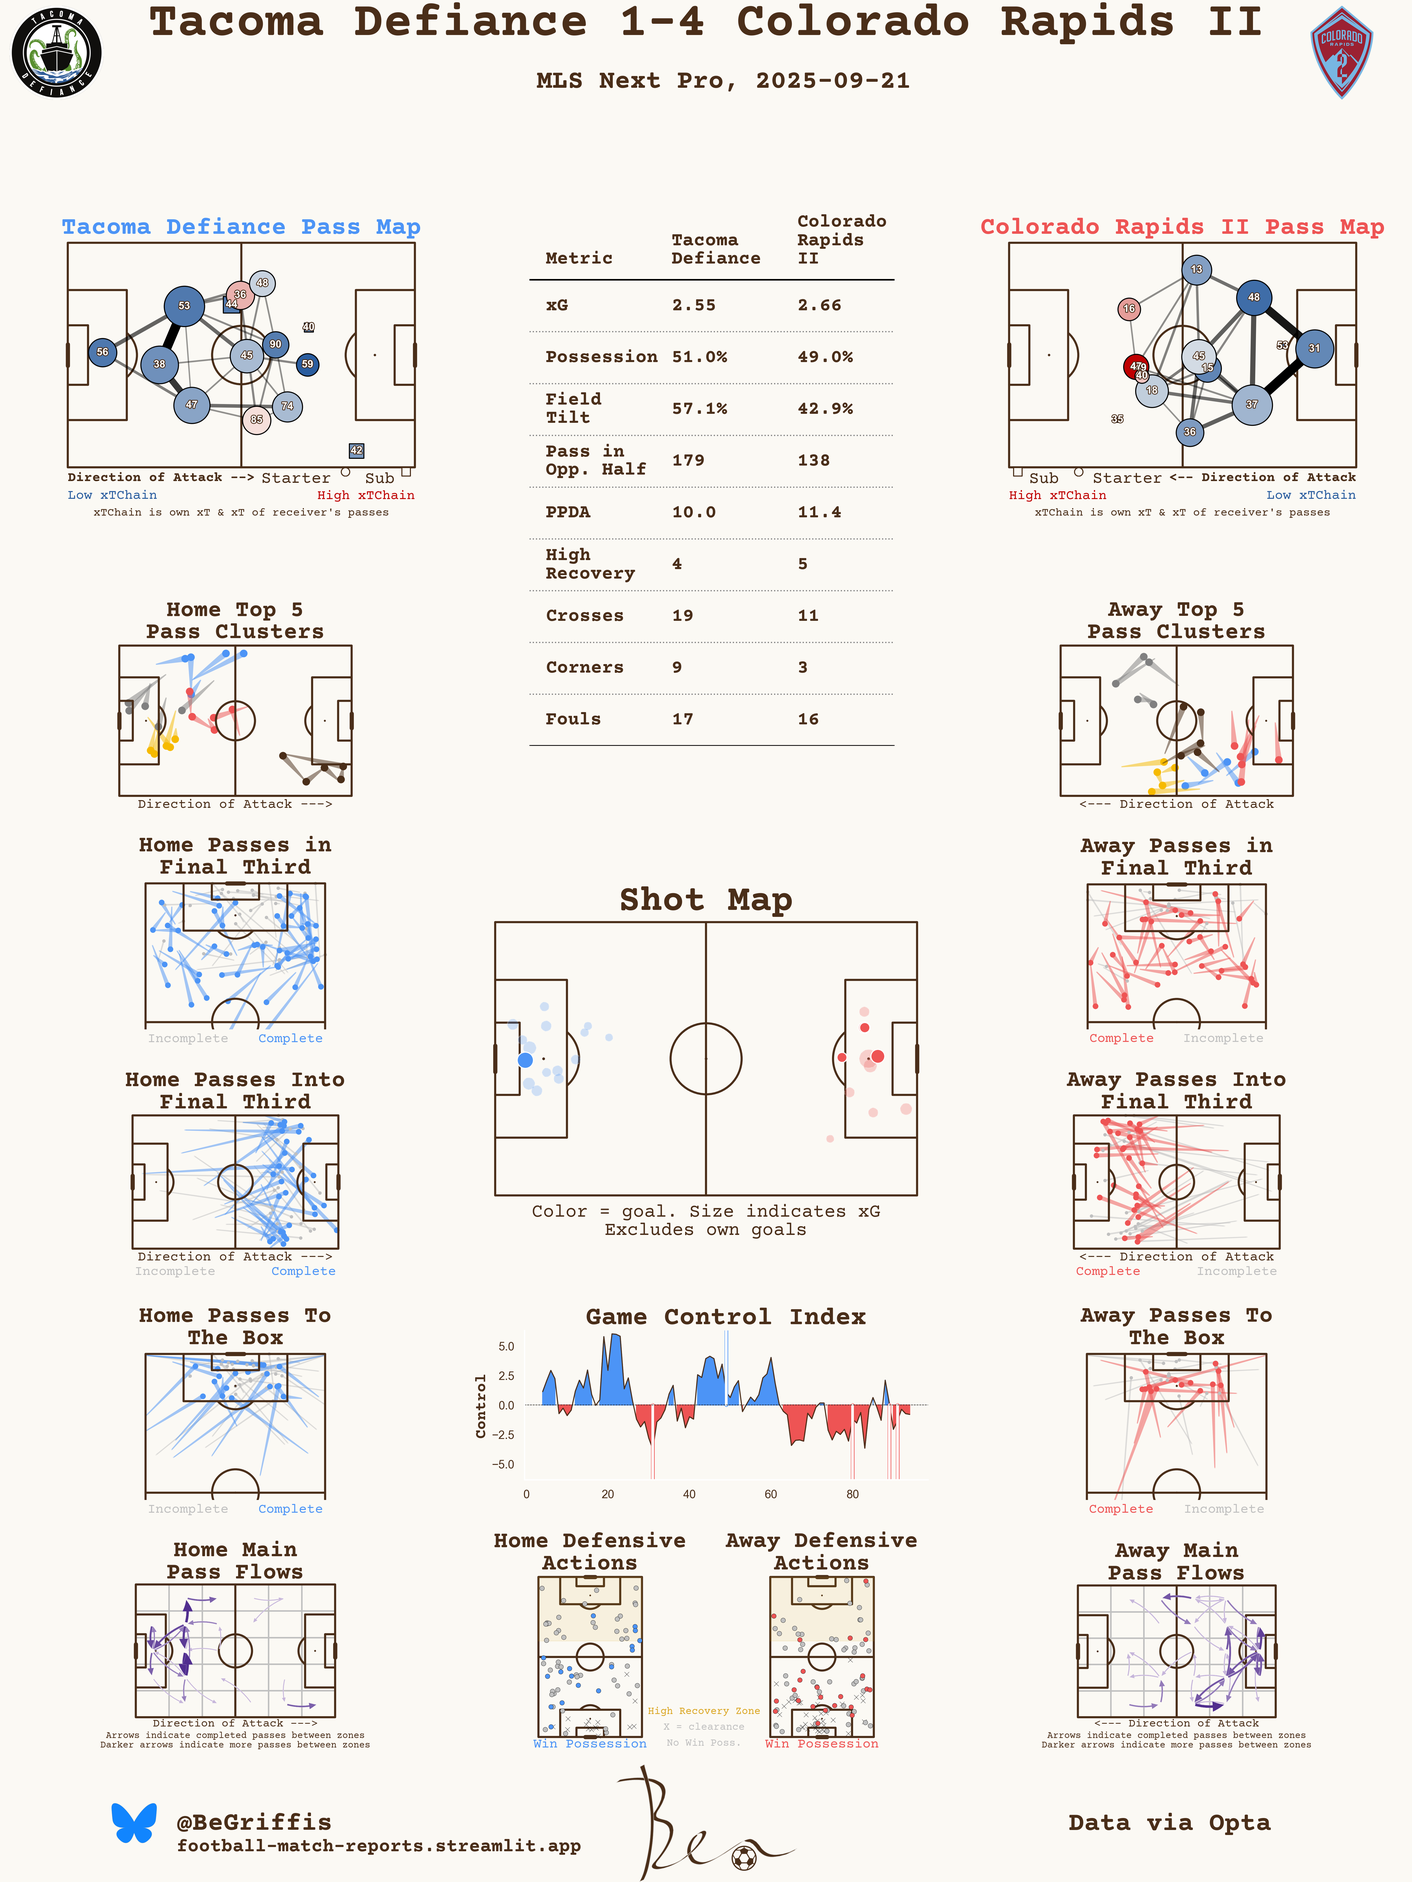 Tacoma Defiance 1-4 Colorado Rapids II
MLS Next Pro, 2025-09-21
TACOMA
DEFIANCE
COLORADO
RAPIDS
2
Tacoma Defiance Pass Map
53
36
48
44
40
56
38
45
90
59
47
74
85
42
Direction of Attack --> Starter Sub
Low xTChain High xTChain
xTChain is own xT & xT of receiver's passes
Metric Tacoma Defiance Colorado Rapids II
xG 2.55 2.66
Possession 51.0% 49.0%
Field Tilt 57.1% 42.9%
Pass in Opp. Half 179 138
PPDA 10.0 11.4
High Recovery 4 5
Crosses 19 11
Corners 9 3
Fouls 17 16
Colorado Rapids II Pass Map
13
16
48
53
31
45
15
40
18
37
35
36
Sub Starter <-- Direction of Attack
High xTChain Low xTChain
xTChain is own xT & xT of receiver's passes
Home Top 5
Pass Clusters
Direction of Attack --->
Away Top 5
Pass Clusters
<--- Direction of Attack
Home Passes in
Final Third
Incomplete Complete
Away Passes in
Final Third
Complete Incomplete
Shot Map
Color = goal. Size indicates xG
Excludes own goals
Home Passes Into
Final Third
Direction of Attack --->
Incomplete Complete
Away Passes Into
Final Third
<--- Direction of Attack
Complete Incomplete
Home Passes To
The Box
Incomplete Complete
Game Control Index
Control
5.0
2.5
0.0
−2.5
−5.0
0 20 40 60 80
Away Passes To
The Box
Complete Incomplete
Home Main
Pass Flows
Direction of Attack --->
Arrows indicate completed passes between zones
Darker arrows indicate more passes between zones
Home Defensive
Actions
Win Possession
High Recovery Zone
X = clearance
No Win Poss.
Away Defensive
Actions
Win Possession
Away Main
Pass Flows
<--- Direction of Attack
Arrows indicate completed passes between zones
Darker arrows indicate more passes between zones
@BeGriffis
football-match-reports.streamlit.app
Ben
Data via Opta